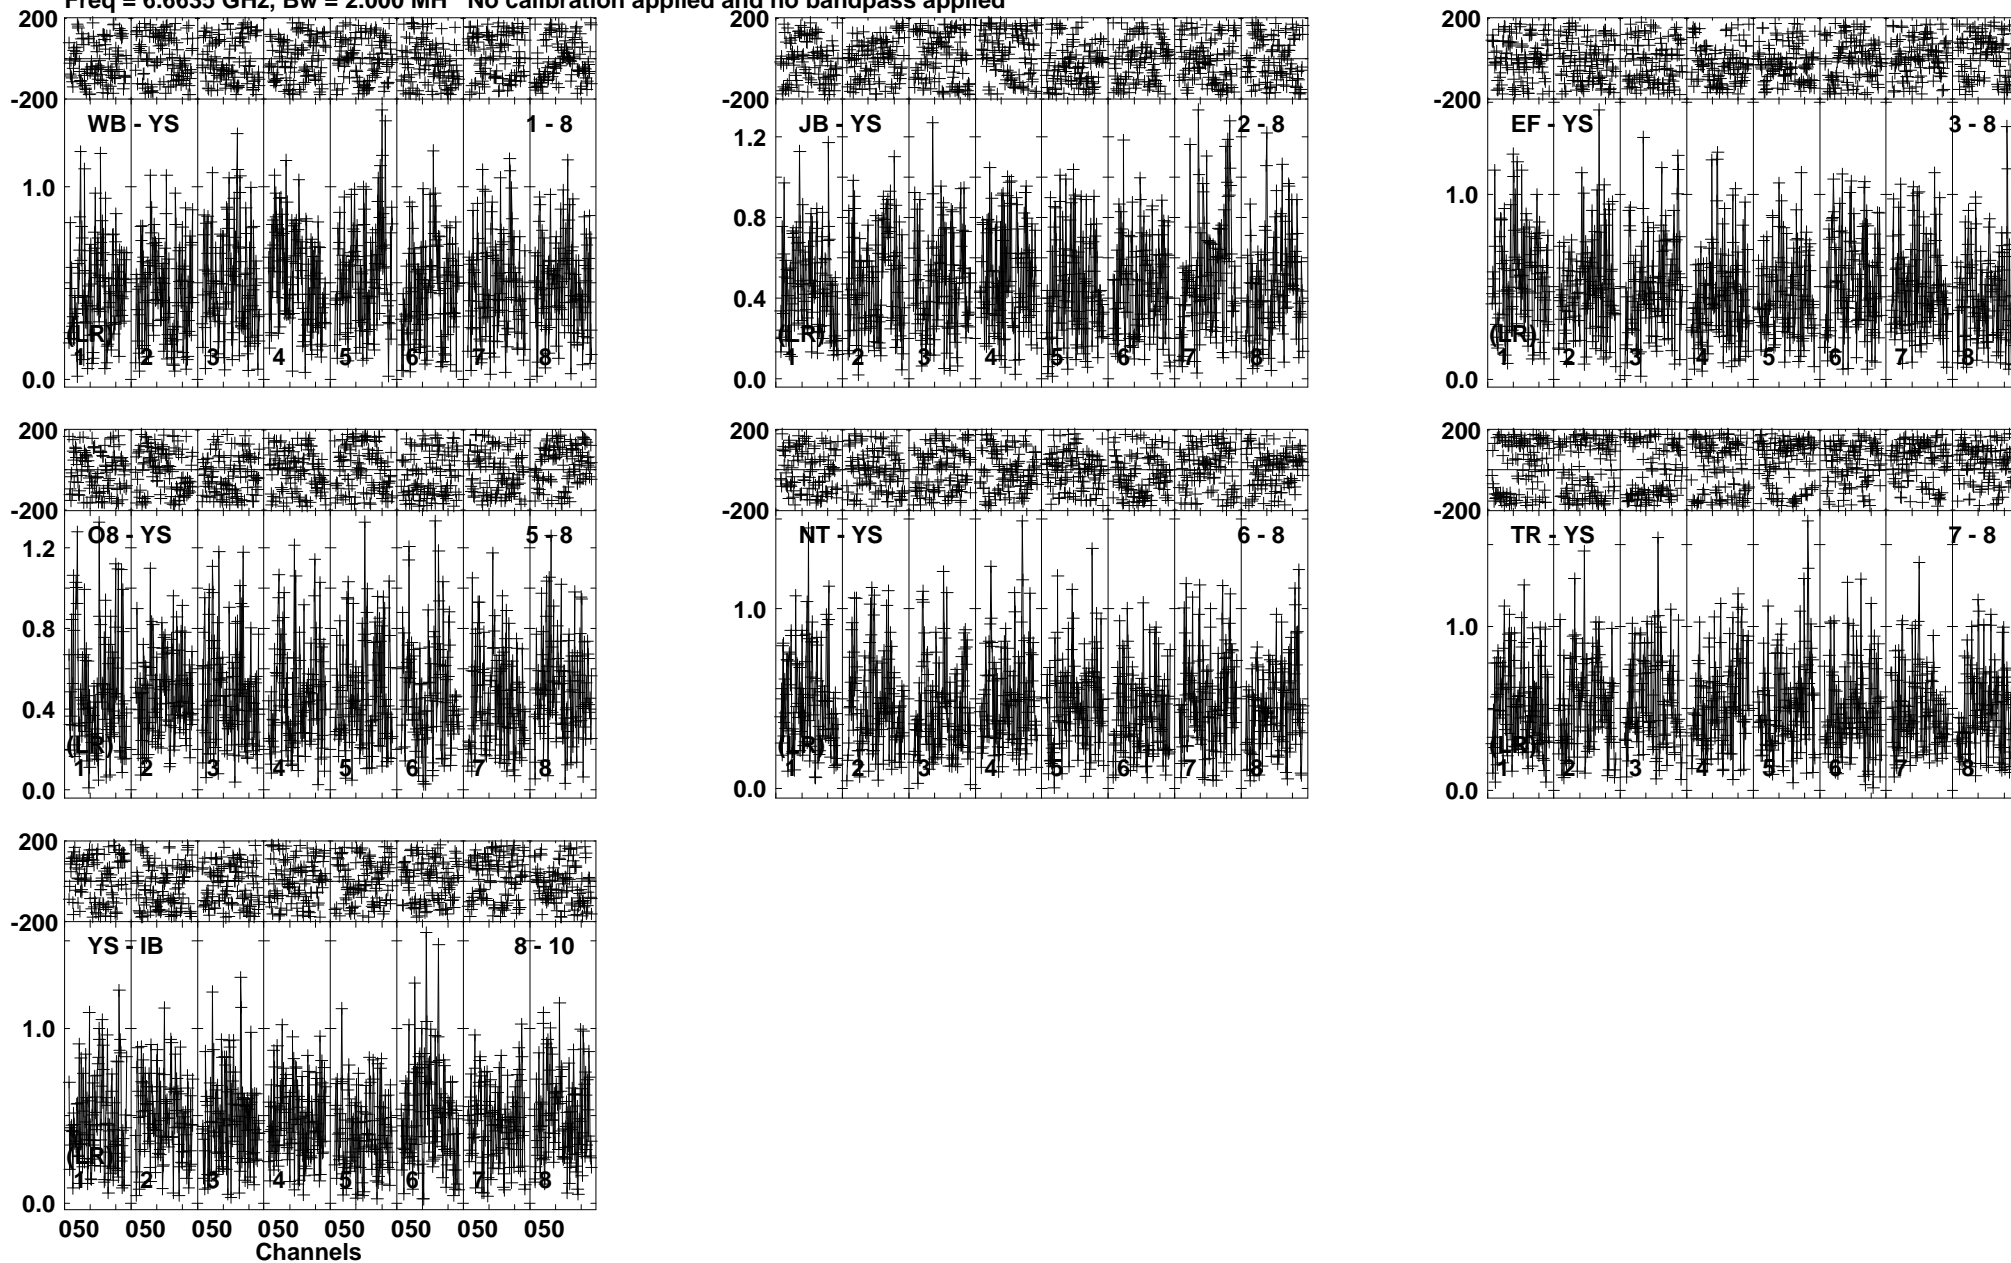 Freq = 6.6635 GHz, Bw = 2.000 MH No calibration applied and no bandpass applied
200 200 200
-200 -200 -200
WB - YS 1 - 8 JB - YS 2 - 8 EF - YS 3 - 8
1.2
1.0 1.0
0.8
0.4
(LR) (LR) (LR)
1 2 3 4 5 6 7 8 1 2 3 4 5 6 7 8 1 2 3 4 5 6 7 8
0.0 0.0 0.0
200 200 200
-200 -200 -200
O8 - YS 5 - 8 NT - YS 6 - 8 TR - YS 7 - 8
1.2
1.0 1.0
0.8
0.4
(LR) (LR) (LR)
1 2 3 4 5 6 7 8 1 2 3 4 5 6 7 8 1 2 3 4 5 6 7 8
0.0 0.0 0.0
200
-200
YS - IB 8 - 10
1.0
(LR)
1 2 3 4 5 6 7 8
0.0
050 050 050 050 050 050 050 050
Channels